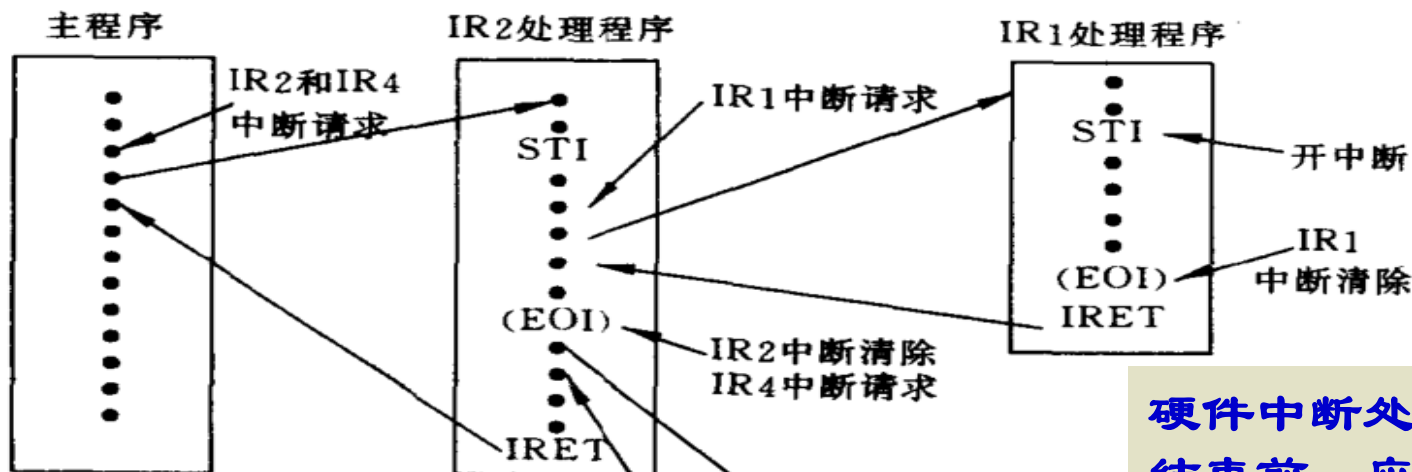 主程序
IR2和IR4
中断请求
IR2处理程序
STI
IR1中断请求
(EOI)
IR2中断清除
IR4中断请求
IRET
IR1处理程序
STI
开中断
IR1
中断清除
(EOI)
IRET
硬件中断处